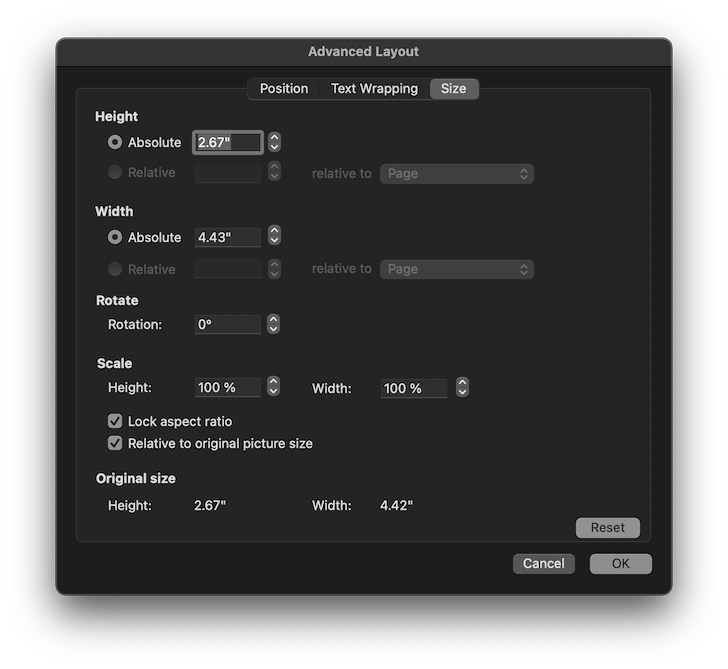 Advanced Layout
Position Text Wrapping Size
Height
Absolute 2.67"
Relative relative to Page
Width
Absolute 4.43"
Relative relative to Page
Rotate
Rotation: 0°
Scale
Height: 100 % Width: 100 %
Lock aspect ratio
Relative to original picture size
Original size
Height: 2.67" Width: 4.42"
Reset
Cancel OK